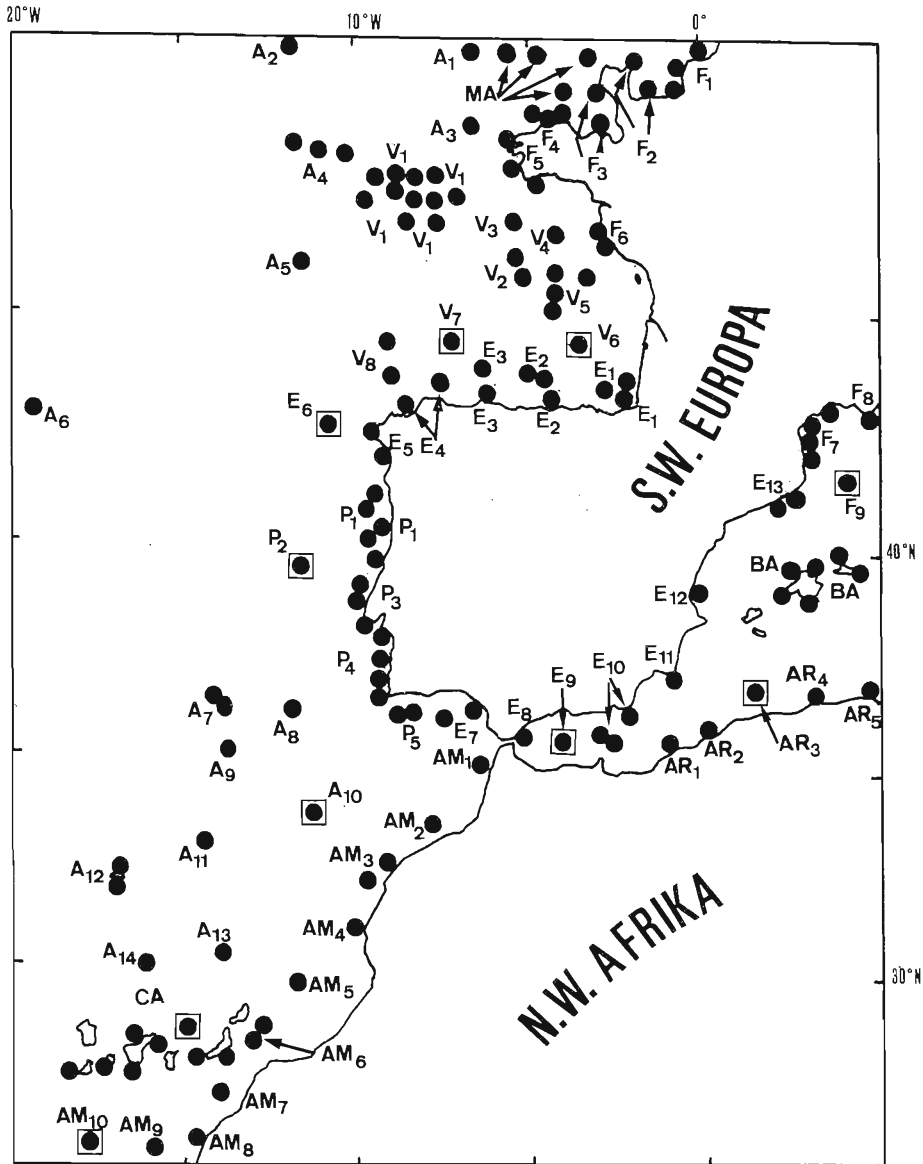 20°W
10°W
0°
A2
A1
MA
F1
A3
F4
F3
F2
A4
V1
V1
F5
V1
V1
V3
V4
F6
A5
V2
V5
V7
V6
V8
E3
E2
E1
A6
E6
E5
E4
E3
E2
E1
F8
F7
S.W. EUROPA
E13
F9
P1
P1
P2
40°N
BA
BA
P3
E12
P4
E11
E10
E9
AR4
AR5
A7
A8
P5
E7
E8
AR3
A9
AM1
AR1
AR2
A10
AM2
A11
AM3
A12
N.W. AFRIKA
AM4
A13
A14
30°N
CA
AM5
AM6
AM7
AM10
AM9
AM8